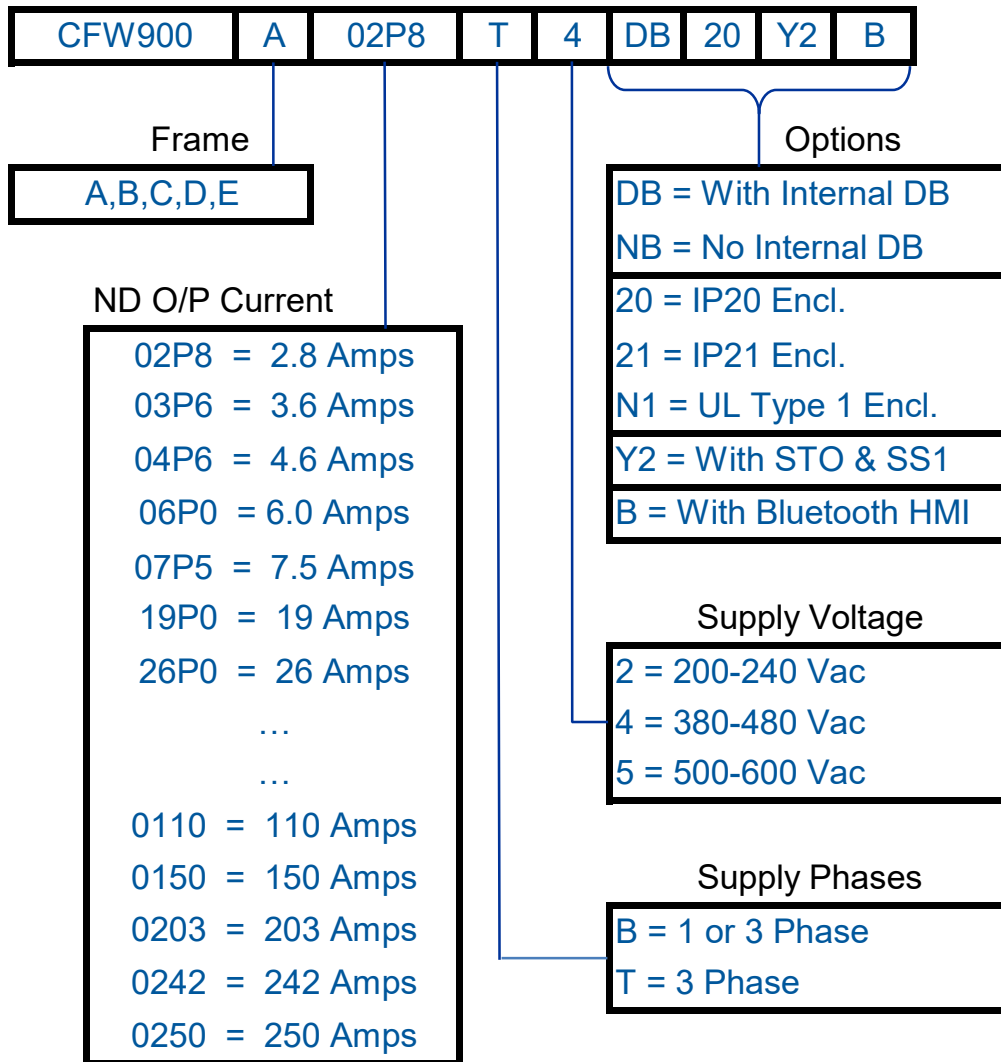 CFW900 A 02P8 T 4 DB 20 Y2 B
Frame
A,B,C,D,E
ND O/P Current
02P8 = 2.8 Amps
03P6 = 3.6 Amps
04P6 = 4.6 Amps
06P0 = 6.0 Amps
07P5 = 7.5 Amps
19P0 = 19 Amps
26P0 = 26 Amps
…
…
0110 = 110 Amps
0150 = 150 Amps
0203 = 203 Amps
0242 = 242 Amps
0250 = 250 Amps
Options
DB = With Internal DB
NB = No Internal DB
20 = IP20 Encl.
21 = IP21 Encl.
N1 = UL Type 1 Encl.
Y2 = With STO & SS1
B = With Bluetooth HMI
Supply Voltage
2 = 200-240 Vac
4 = 380-480 Vac
5 = 500-600 Vac
Supply Phases
B = 1 or 3 Phase
T = 3 Phase